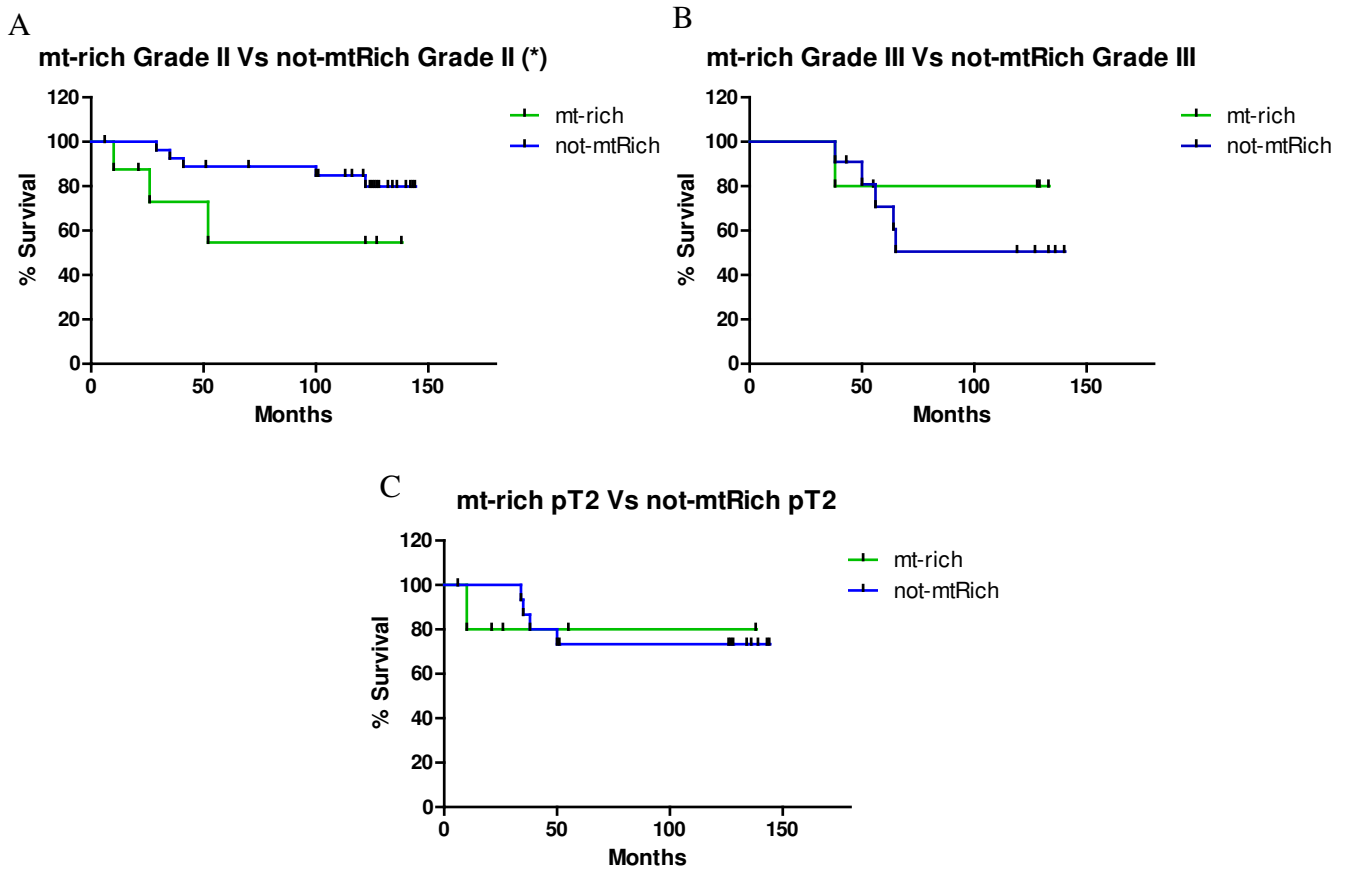 A
mt-rich Grade II Vs not-mtRich Grade II (*)
120
100
80
60
40
20
0
% Survival
0 50 100 150
Months
mt-rich
not-mtRich
B
mt-rich Grade III Vs not-mtRich Grade III
120
100
80
60
40
20
0
% Survival
0 50 100 150
Months
mt-rich
not-mtRich
C
mt-rich pT2 Vs not-mtRich pT2
120
100
80
60
40
20
0
% Survival
0 50 100 150
Months
mt-rich
not-mtRich